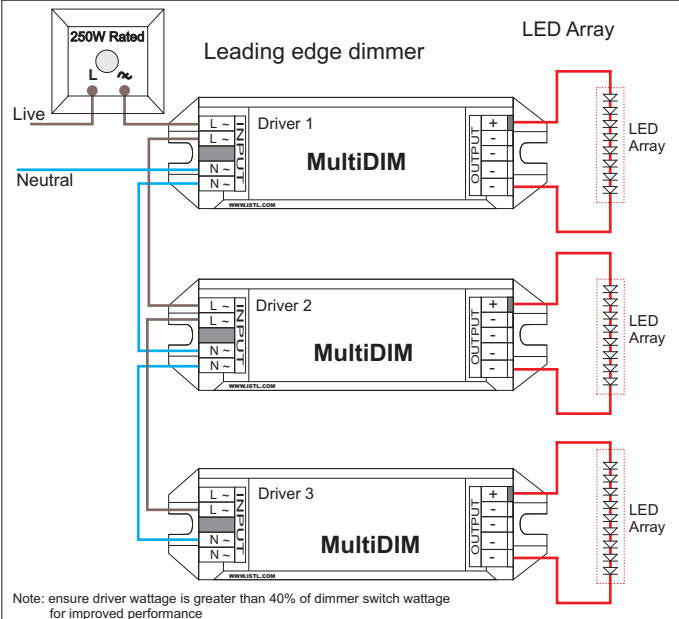 250W Rated
L ~
Leading edge dimmer
LED Array
Live
Neutral
L ~
L ~
N ~
N ~
INPUT
Driver 1
MultiDIM
WWW.ISTL.COM
OUTPUT
+
-
-
-
-
LED
Array
L ~
L ~
N ~
N ~
INPUT
Driver 2
MultiDIM
WWW.ISTL.COM
OUTPUT
+
-
-
-
-
LED
Array
L ~
L ~
N ~
N ~
INPUT
Driver 3
MultiDIM
WWW.ISTL.COM
OUTPUT
+
-
-
-
-
LED
Array
Note: ensure driver wattage is greater than 40% of dimmer switch wattage
for improved performance